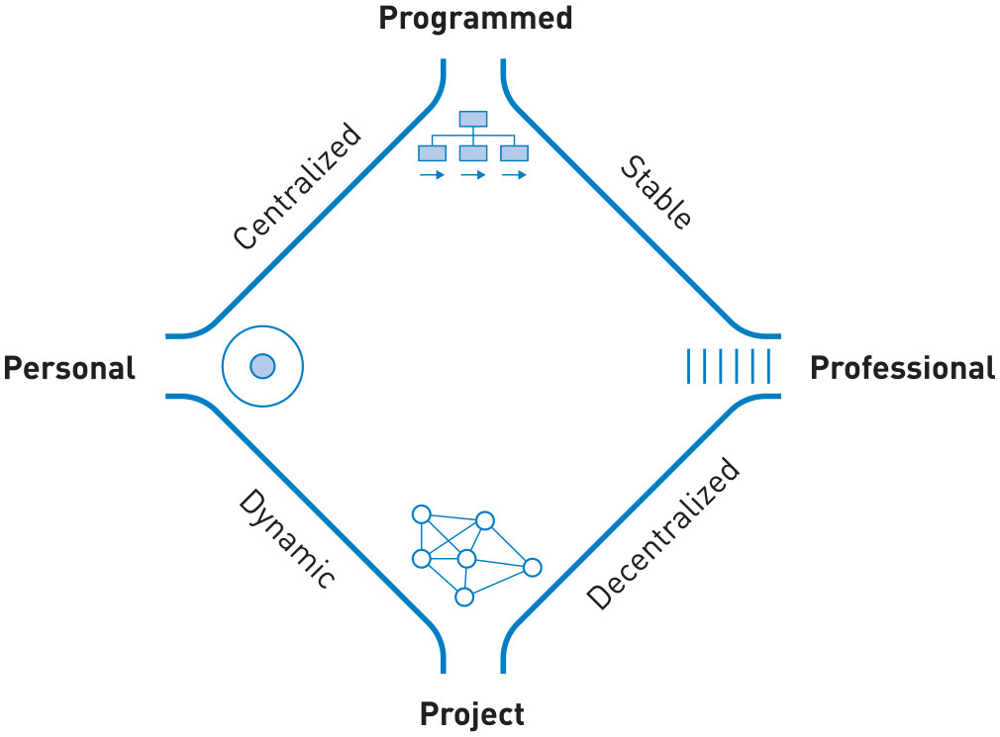 Programmed
Centralized
Stable
Personal
Professional
Dynamic
Decentralized
Project